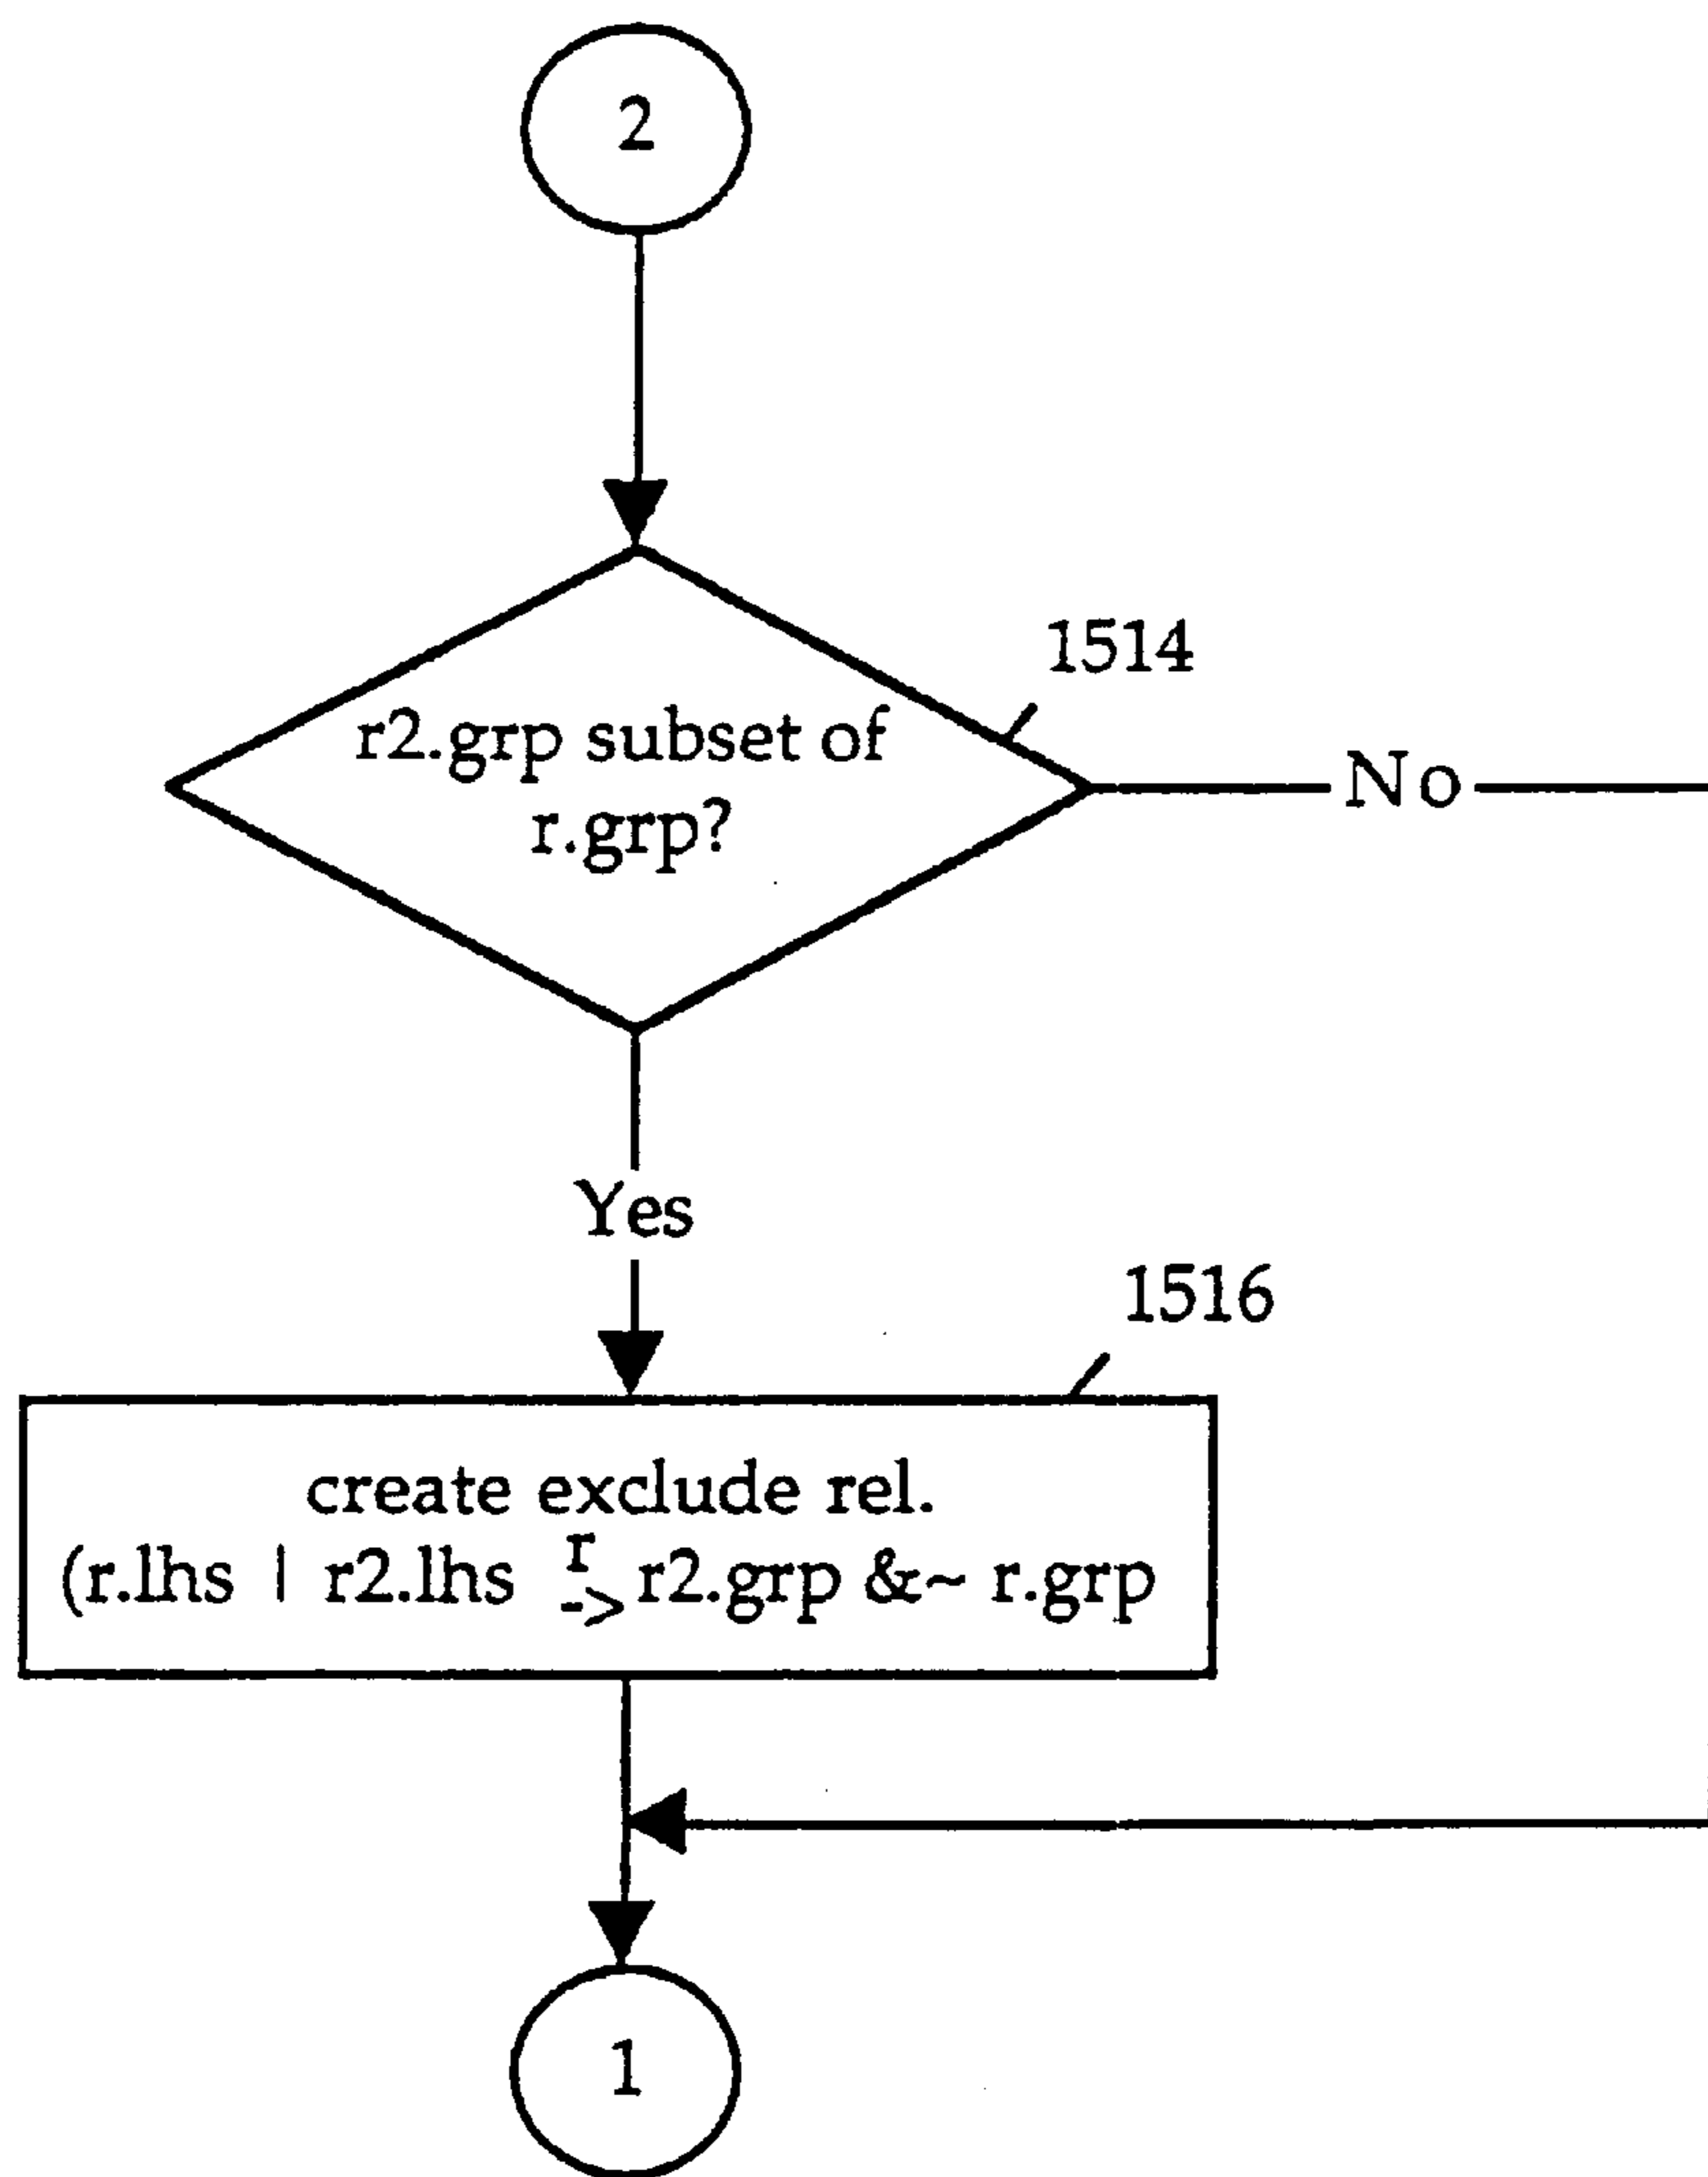 2
1514
r2.grp subset of
r.grp?
No
Yes
1516
create exclude rel.
(r.lhs | r2.lhs r -> r2.grp &~ r.grp
1